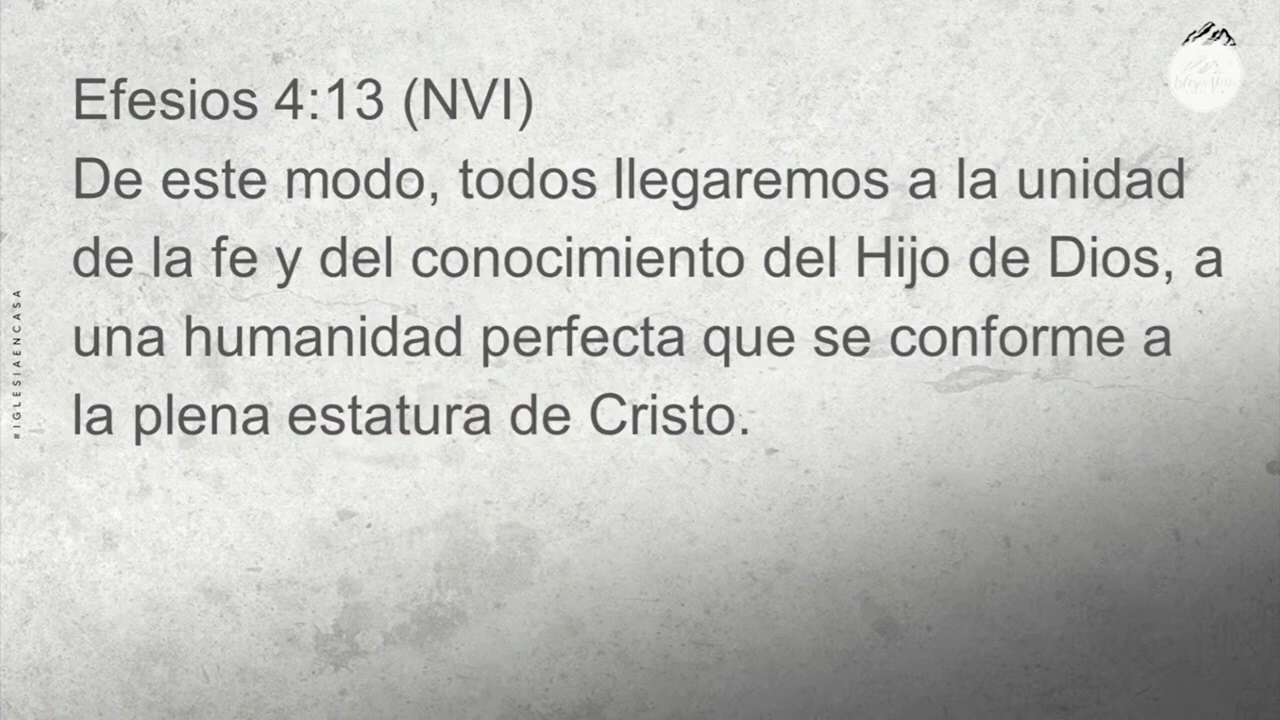 Efesios 4:13 (NVI)
De este modo, todos llegaremos a la unidad
de la fe y del conocimiento del Hijo de Dios, a
una humanidad perfecta que se conforme a
la plena estatura de Cristo.
#IGLESIAENCASA